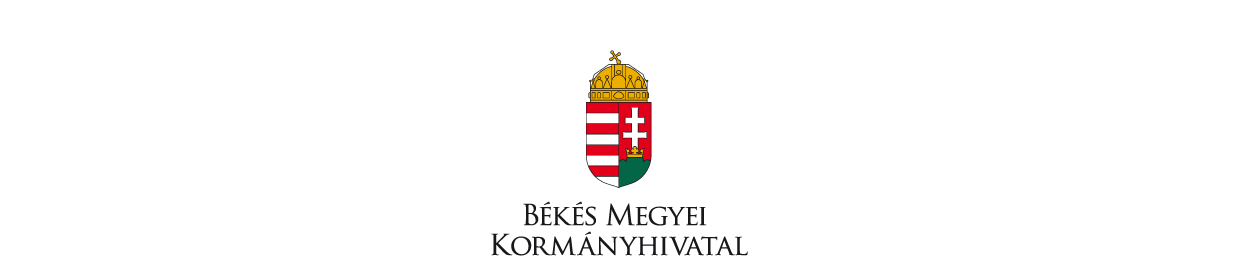 BÉKÉS MEGYEI
KORMÁNYHIVATAL